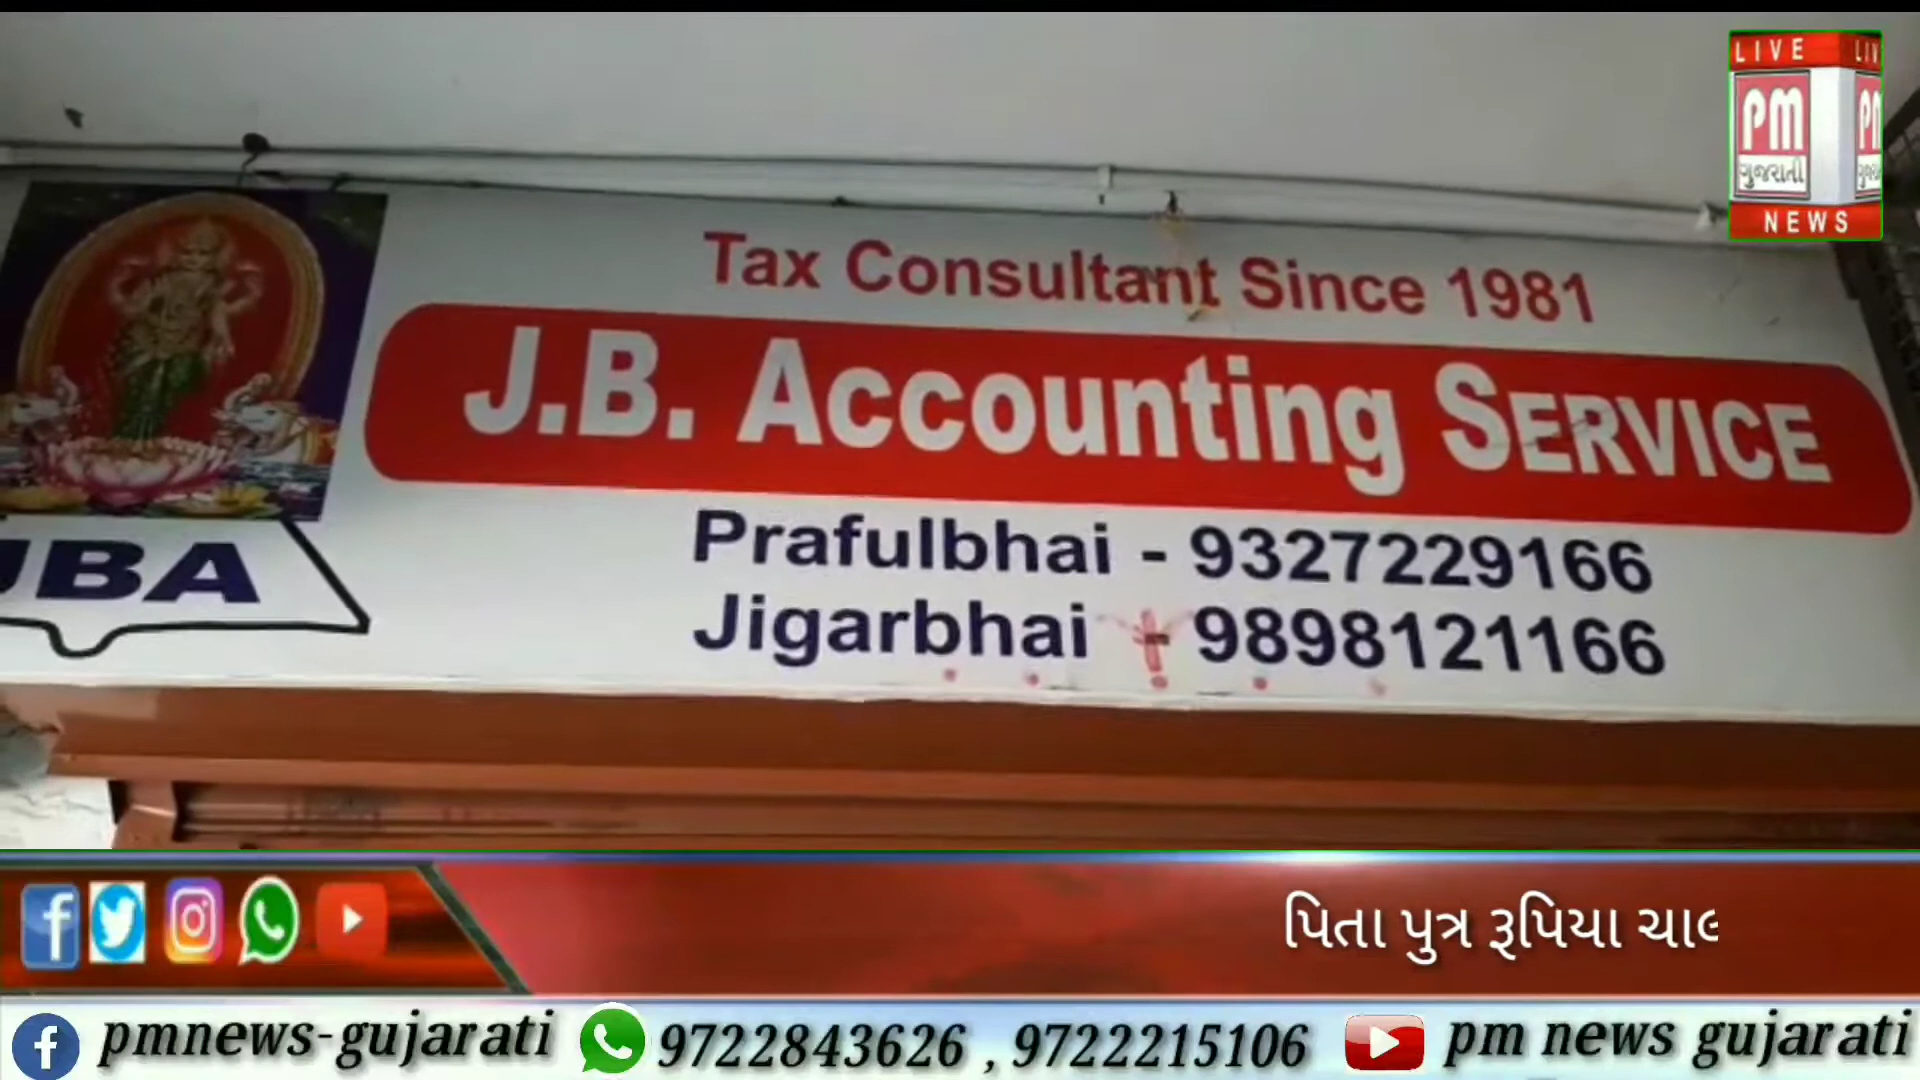 LIVE
PM
ગુજરાતી
NEWS
Tax Consultant Since 1981
J.B. Accounting SERVICE
Prafulbhai - 9327229166
Jigarbhai - 9898121166
JBA
પિતા પુત્ર રૂપિયા
pmnews-gujarati 9722843626 , 9722215106 pm news gujarati